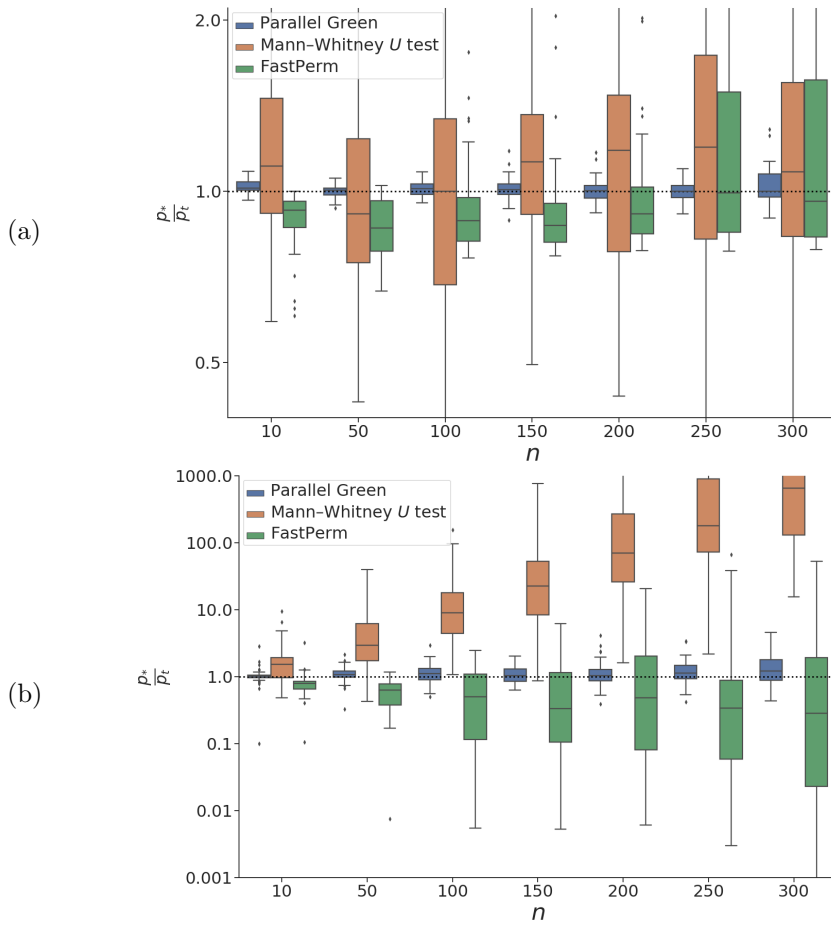 (a)
Parallel Green
Mann–Whitney U test
FastPerm
2.0
1.0
0.5
p*
pt
10 50 100 150 200 250 300
n
(b)
Parallel Green
Mann–Whitney U test
FastPerm
1000.0
100.0
10.0
1.0
0.1
0.01
0.001
p*
pt
10 50 100 150 200 250 300
n